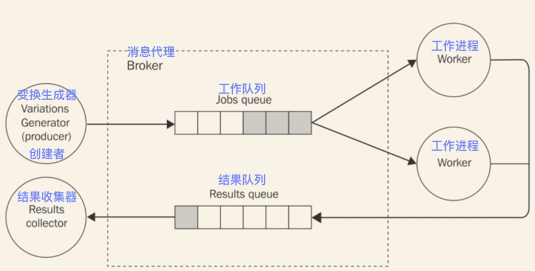 消息代理
Broker
工作进程
Worker
工作队列
Jobs queue
变换生成器
Variations
Generator
(producer)
创建者
工作进程
Worker
结果队列
Results queue
结果收集器
Results
collector